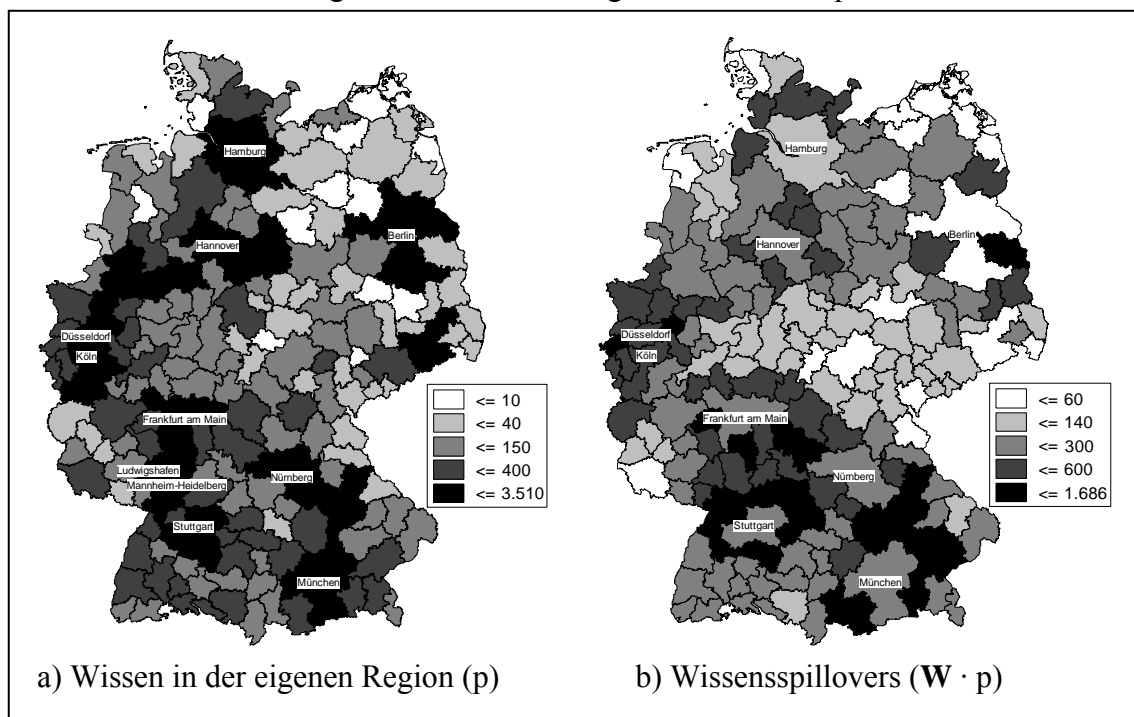 Hamburg
Hannover
Berlin
Düsseldorf
Köln
Frankfurt am Main
Ludwigshafen
Mannheim-Heidelberg
Nürnberg
Stuttgart
München
<= 10
<= 40
<= 150
<= 400
<= 3.510
a) Wissen in der eigenen Region (p)
Hamburg
Hannover
Berlin
Düsseldorf
Köln
Frankfurt am Main
Nürnberg
Stuttgart
München
<= 60
<= 140
<= 300
<= 600
<= 1.686
b) Wissensspillovers (W · p)